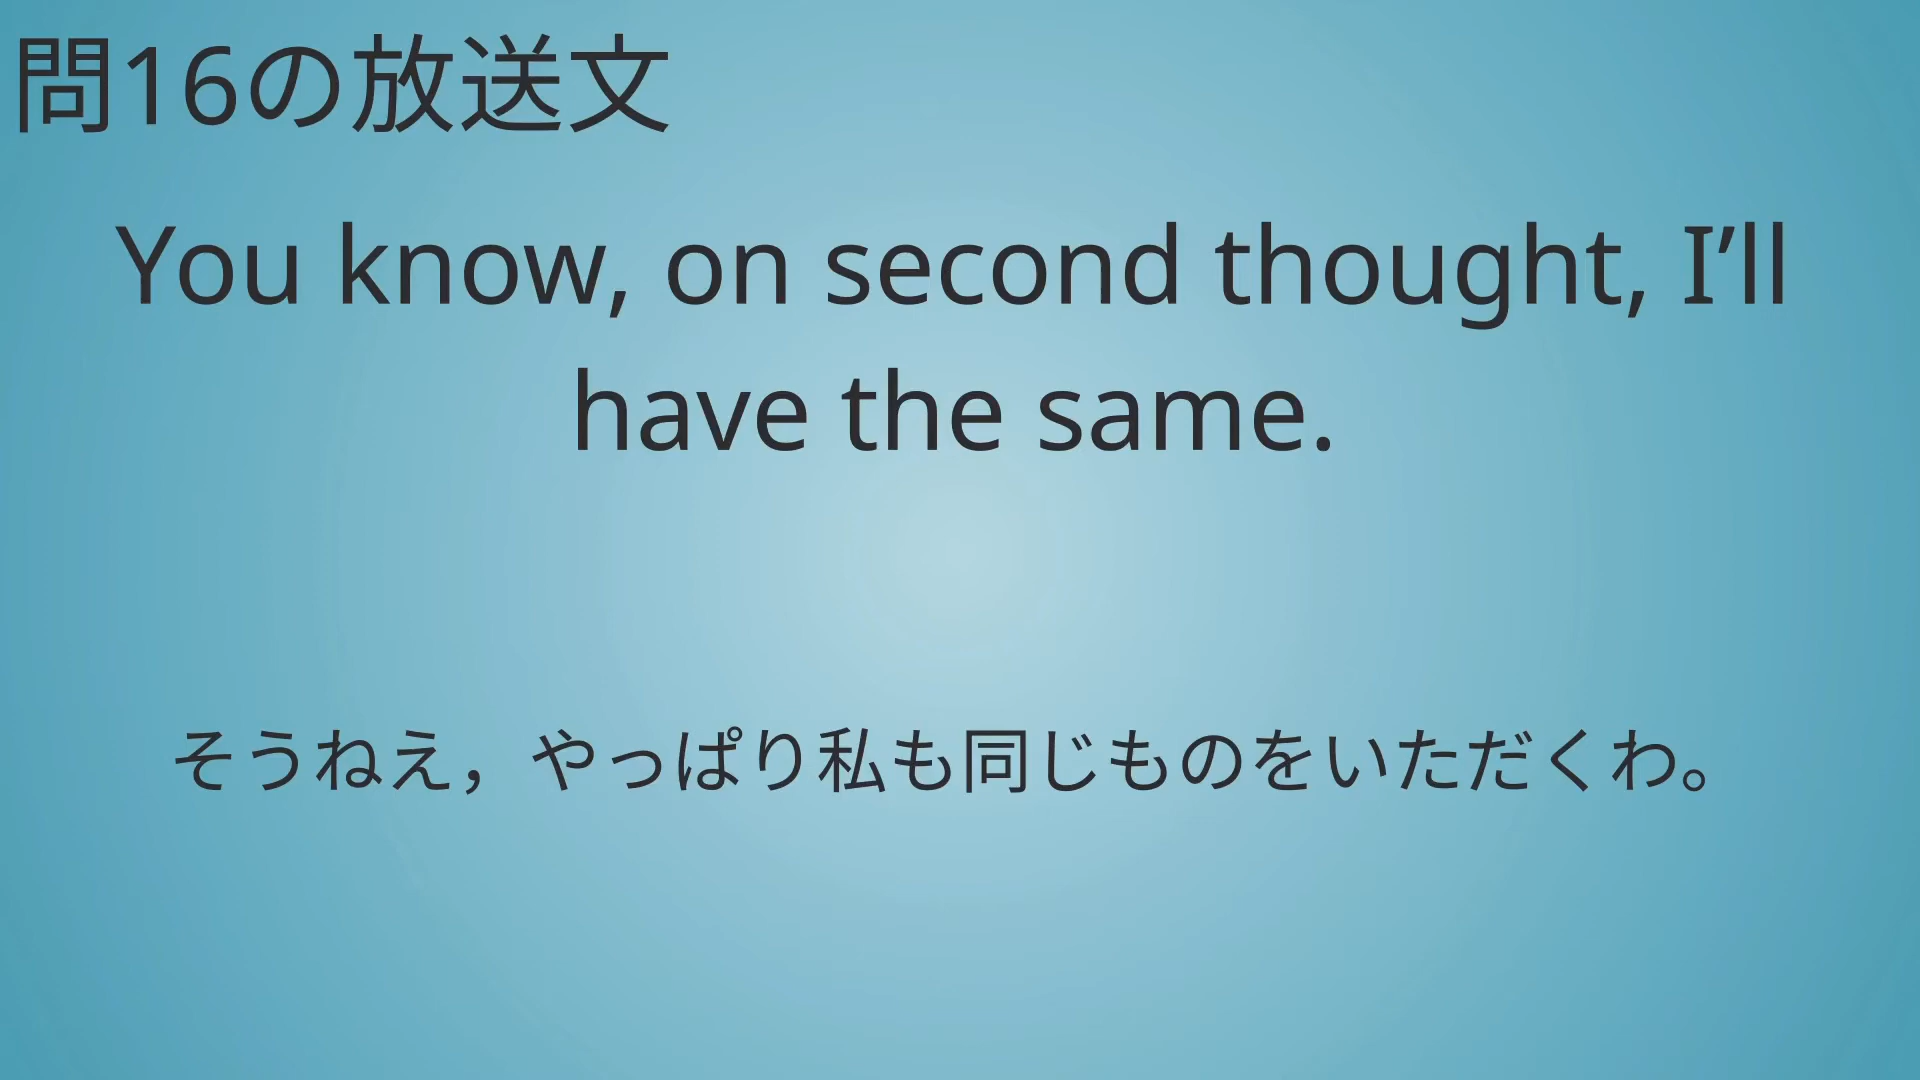 問16の放送文
You know, on second thought, I’ll
have the same.
そうねえ，やっぱり私も同じものをいただくわ。